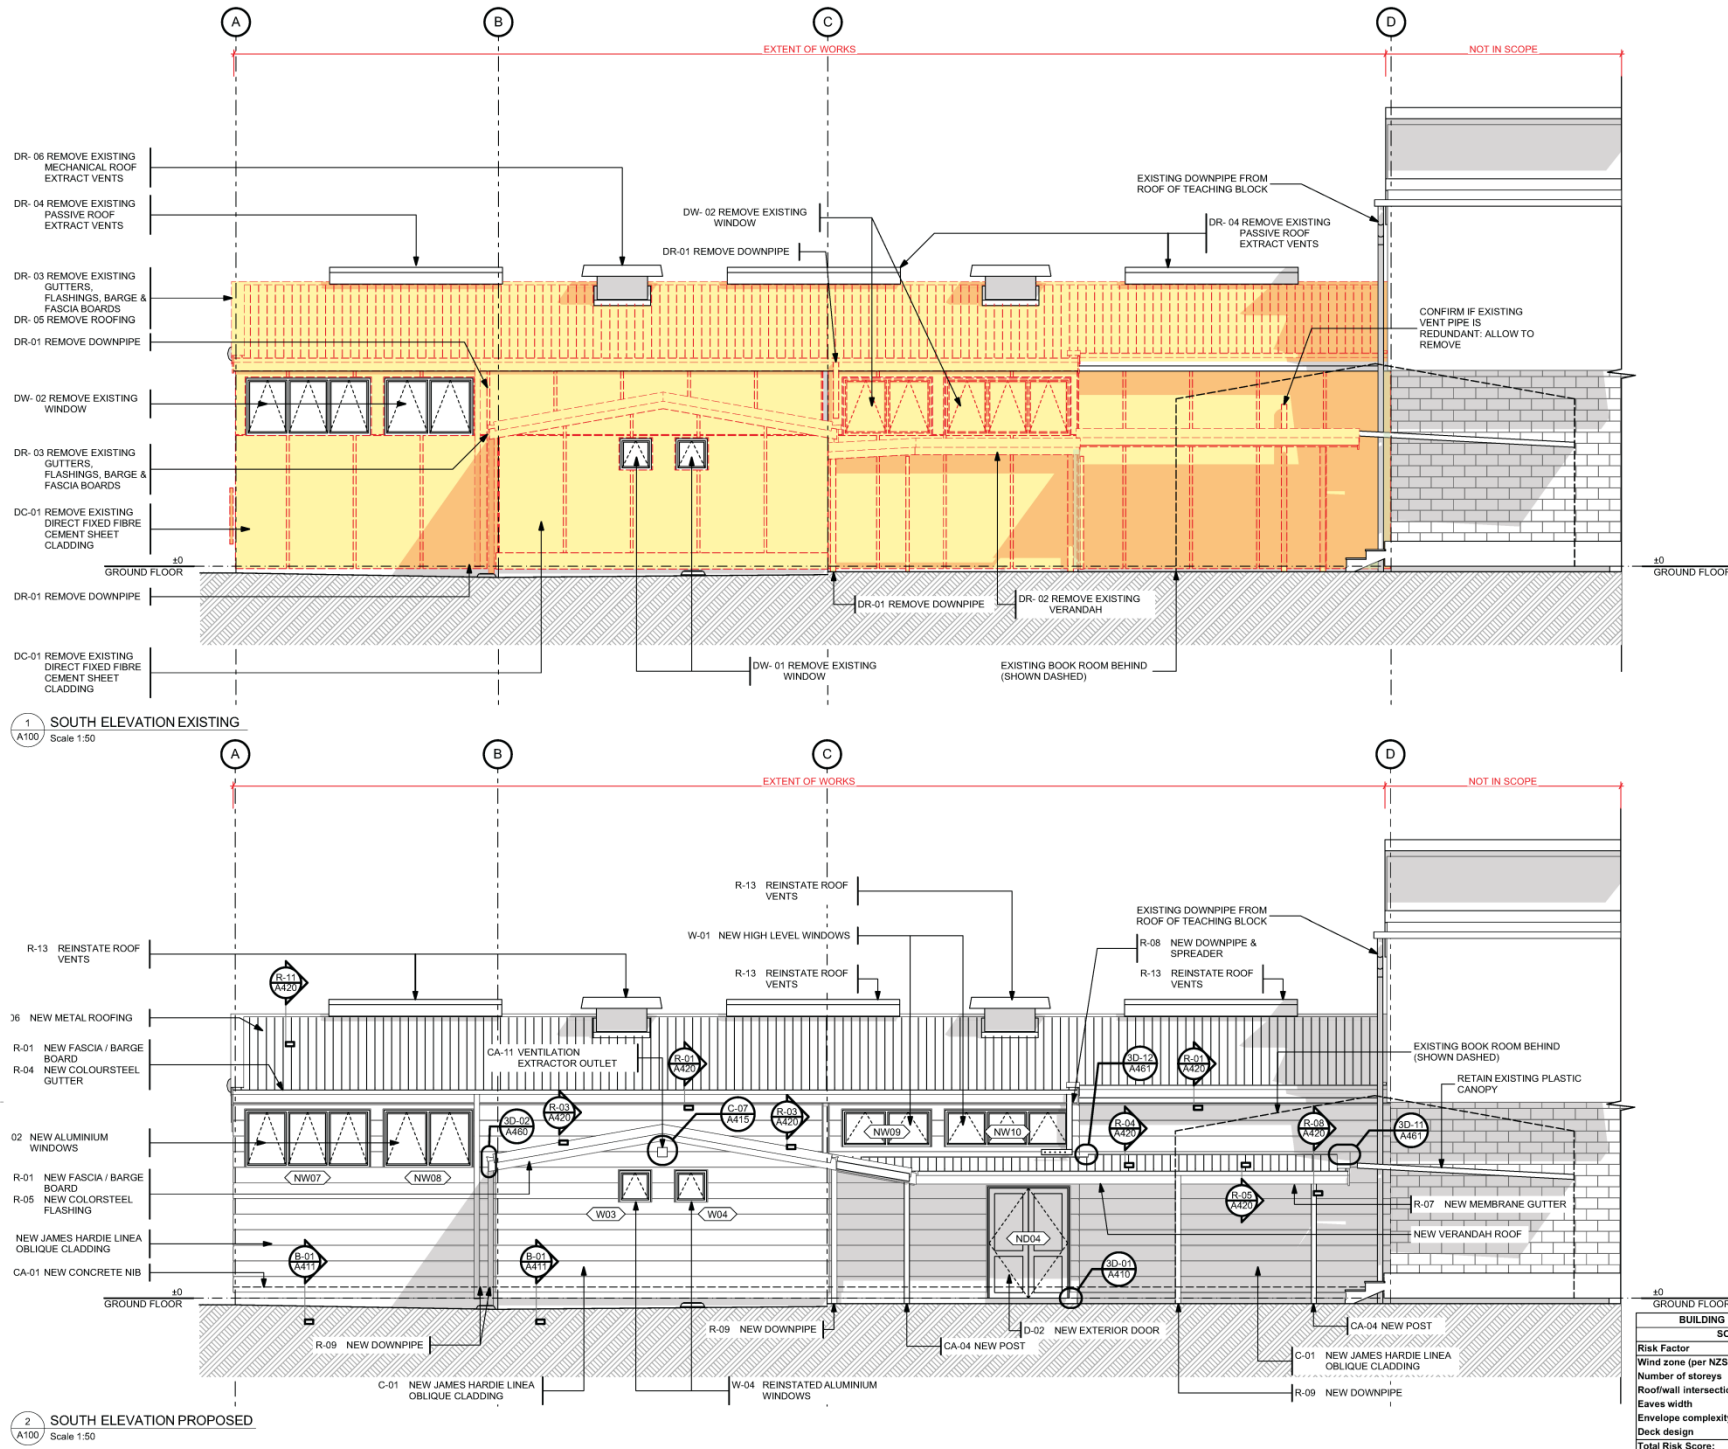 A
B
C
D
EXTENT OF WORKS
NOT IN SCOPE
DR- 06 REMOVE EXISTING
MECHANICAL ROOF
EXTRACT VENTS
DR- 04 REMOVE EXISTING
PASSIVE ROOF
EXTRACT VENTS
DR- 03 REMOVE EXISTING
GUTTERS,
FLASHINGS, BARGE &
FASCIA BOARDS
DR- 05 REMOVE ROOFING
DR-01 REMOVE DOWNPIPE
DW- 02 REMOVE EXISTING
WINDOW
DR- 03 REMOVE EXISTING
GUTTERS,
FLASHINGS, BARGE &
FASCIA BOARDS
DC-01 REMOVE EXISTING
DIRECT FIXED FIBRE
CEMENT SHEET
CLADDING
±0
GROUND FLOOR
DR-01 REMOVE DOWNPIPE
DC-01 REMOVE EXISTING
DIRECT FIXED FIBRE
CEMENT SHEET
CLADDING
DW- 02 REMOVE EXISTING
WINDOW
DR-01 REMOVE DOWNPIPE
EXISTING DOWNPIPE FROM
ROOF OF TEACHING BLOCK
DR- 04 REMOVE EXISTING
PASSIVE ROOF
EXTRACT VENTS
CONFIRM IF EXISTING
VENT PIPE IS
REDUNDANT: ALLOW TO
REMOVE
±0
GROUND FLOOR
DR-01 REMOVE DOWNPIPE
DR- 02 REMOVE EXISTING
VERANDAH
DW- 01 REMOVE EXISTING
WINDOW
EXISTING BOOK ROOM BEHIND
(SHOWN DASHED)
1
A100
SOUTH ELEVATION EXISTING
Scale 1:50
A
B
C
D
EXTENT OF WORKS
NOT IN SCOPE
R-13 REINSTATE ROOF
VENTS
W-01 NEW HIGH LEVEL WINDOWS
R-13 REINSTATE ROOF
VENTS
EXISTING DOWNPIPE FROM
ROOF OF TEACHING BLOCK
R-08 NEW DOWNPIPE &
SPREADER
R-13 REINSTATE ROOF
VENTS
R-13 REINSTATE ROOF
VENTS
R-11
A420
06 NEW METAL ROOFING
R-01 NEW FASCIA / BARGE
BOARD
R-04 NEW COLOURSTEEL
GUTTER
CA-11 VENTILATION
EXTRACTOR OUTLET
R-01
A420
3D-12
A461
R-01
A420
EXISTING BOOK ROOM BEHIND
(SHOWN DASHED)
RETAIN EXISTING PLASTIC
CANOPY
02 NEW ALUMINIUM
WINDOWS
3D-02
A460
R-03
A420
C-07
A415
R-03
A420
NW09
NW10
R-04
A420
R-08
A420
3D-11
A461
NW07
NW08
R-01 NEW FASCIA / BARGE
BOARD
R-05 NEW COLORSTEEL
FLASHING
W03
W04
R-05
A420
R-07 NEW MEMBRANE GUTTER
NEW VERANDAH ROOF
ND04
NEW JAMES HARDIE LINEA
OBLIQUE CLADDING
CA-01 NEW CONCRETE NIB
B-01
A411
B-01
A411
3D-01
A410
±0
GROUND FLOOR
±0
GROUND FLOOR
R-09 NEW DOWNPIPE
R-09 NEW DOWNPIPE
CA-04 NEW POST
D-02 NEW EXTERIOR DOOR
CA-04 NEW POST
C-01 NEW JAMES HARDIE LINEA
OBLIQUE CLADDING
C-01 NEW JAMES HARDIE LINEA
OBLIQUE CLADDING
W-04 REINSTATED ALUMINIUM
WINDOWS
R-09 NEW DOWNPIPE
2
A100
SOUTH ELEVATION PROPOSED
Scale 1:50
BUILDING
SC
Risk Factor
Wind zone (per NZS
Number of storeys
Roof/wall intersectio
Eaves width
Envelope complexity
Deck design
Total Risk Score: